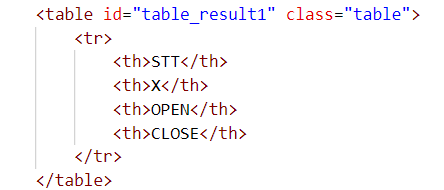 <table id="table_result1" class="table">
<tr>
<th>STT</th>
<th>X</th>
<th>OPEN</th>
<th>CLOSE</th>
</tr>
</table>